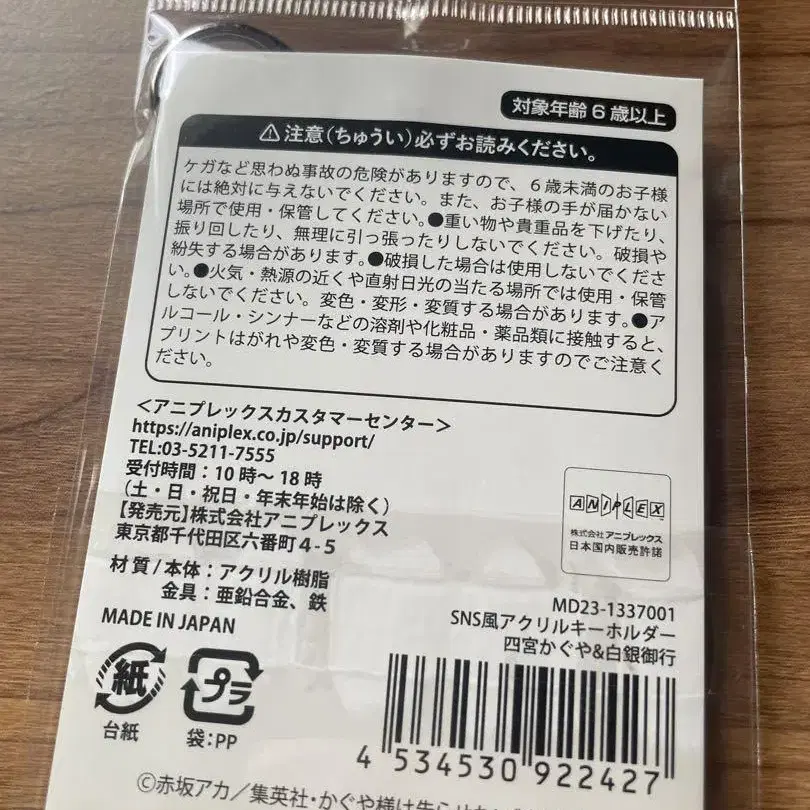 対象年齢6歳以上
⚠注意(ちゅうい)必ずお読みください。
ケガなど思わぬ事故の危険がありますので、6歳未満のお子様
には絶対に与えないでください。また、お子様の手が届かない
場所で使用・保管してください。●重い物や貴重品を下げたり、
振り回したり、無理に引っ張ったりしないでください。破損や
紛失する場合があります。●破損した場合は使用しないでくださ
い。●火気・熱源の近くや直射日光の当たる場所では使用・保管
しないでください。変色・変形・変質する場合があります。●ア
ルコール・シンナーなどの溶剤や化粧品・薬品類に接触すると、
プリントはがれや変色・変質する場合がありますのでご注意く
ださい。
<アニプレックスカスタマーセンター>
https://aniplex.co.jp/support/
TEL:03-5211-7555
受付時間：10時〜18時
(土・日・祝日・年末年始は除く)
【発売元】株式会社アニプレックス
東京都千代田区六番町4-5
材質/本体：アクリル樹脂
金具：亜鉛合金、鉄
MADE IN JAPAN
紙
台紙
プラ
袋:PP
ANIPLEX
株式会社 アニプレックス
日本国内販売許諾
MD23-1337001
SNS風アクリルキーホルダー
四宮かぐや&白銀御行
4 534530 922427
©赤坂アカ／集英社・かぐや様は告らせたい